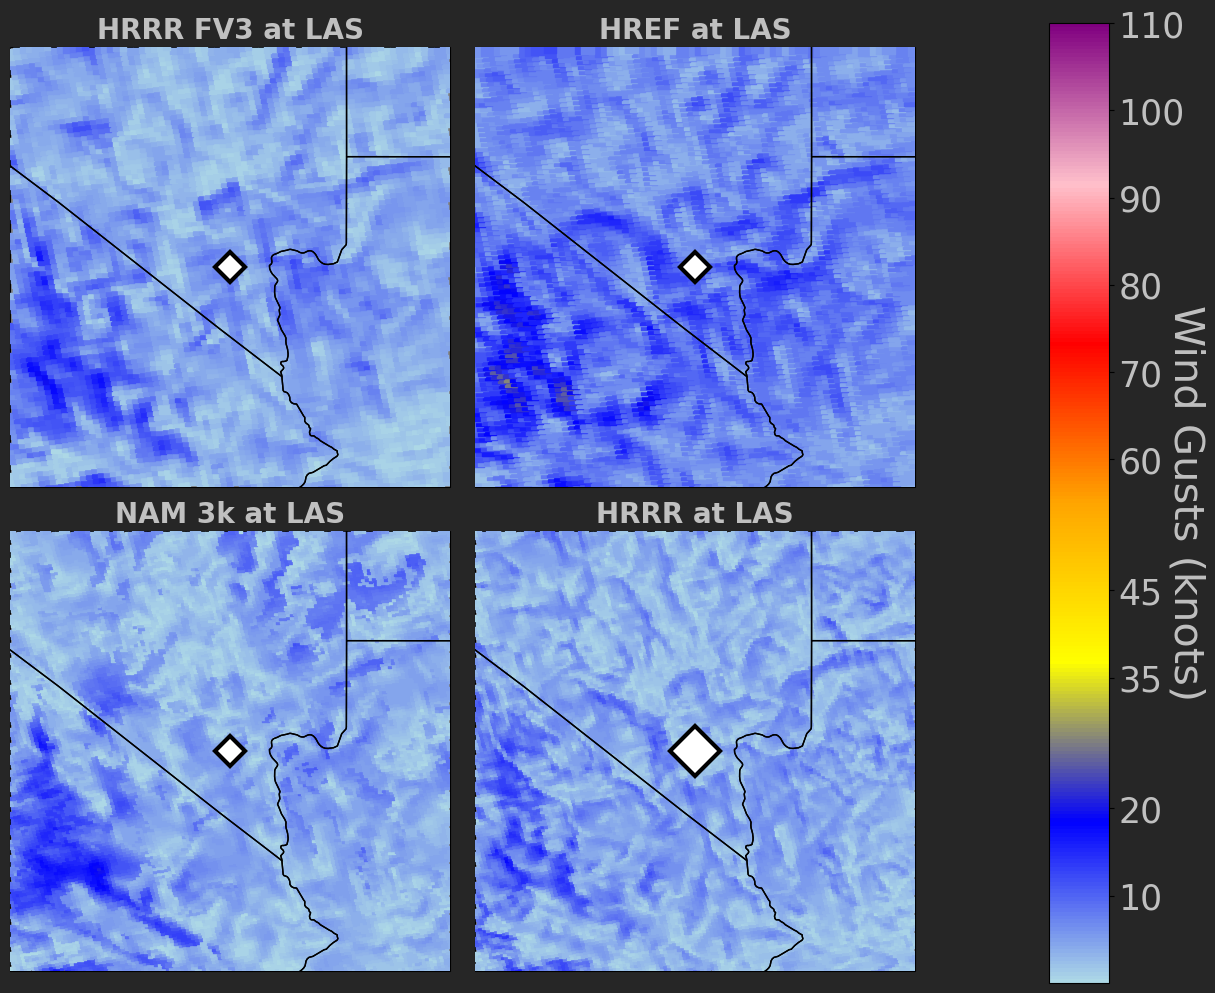 HRRR FV3 at LAS
HREF at LAS
NAM 3k at LAS
HRRR at LAS
110
100
90
80
70
60
45
35
20
10
Wind Gusts (knots)